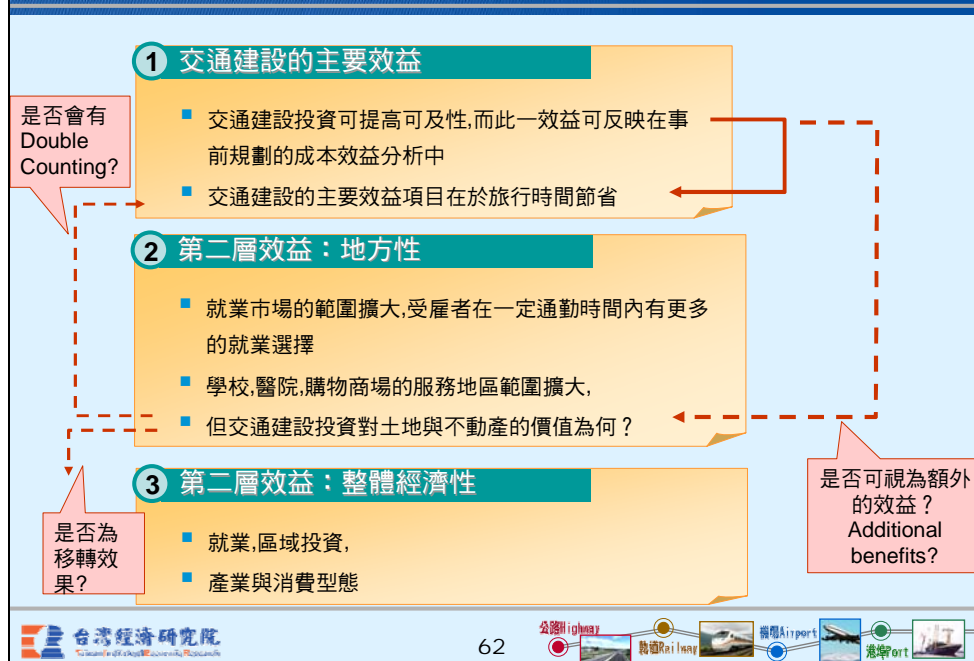 1 交通建設的主要效益
是否會有
Double
Counting?
▪ 交通建設投資可提高可及性,而此一效益可反映在事
前規劃的成本效益分析中
▪ 交通建設的主要效益項目在於旅行時間節省
2 第二層效益：地方性
▪ 就業市場的範圍擴大,受雇者在一定通勤時間內有更多
的就業選擇
▪ 學校,醫院,購物商場的服務地區範圍擴大,
▪ 但交通建設投資對土地與不動產的價值為何？
3 第二層效益：整體經濟性
是否可視為額外
的效益？
Additional
benefits?
是否為
移轉效
果?
▪ 就業,區域投資,
▪ 產業與消費型態
台灣經濟研究院
62
公路Highway
軌道Railway
機場Airport
港埠Port